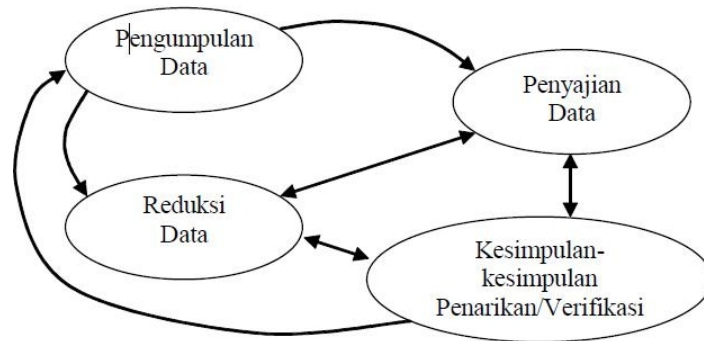 Pengumpulan
Data
Penyajian
Data
Reduksi
Data
Kesimpulan-
kesimpulan
Penarikan/Verifikasi